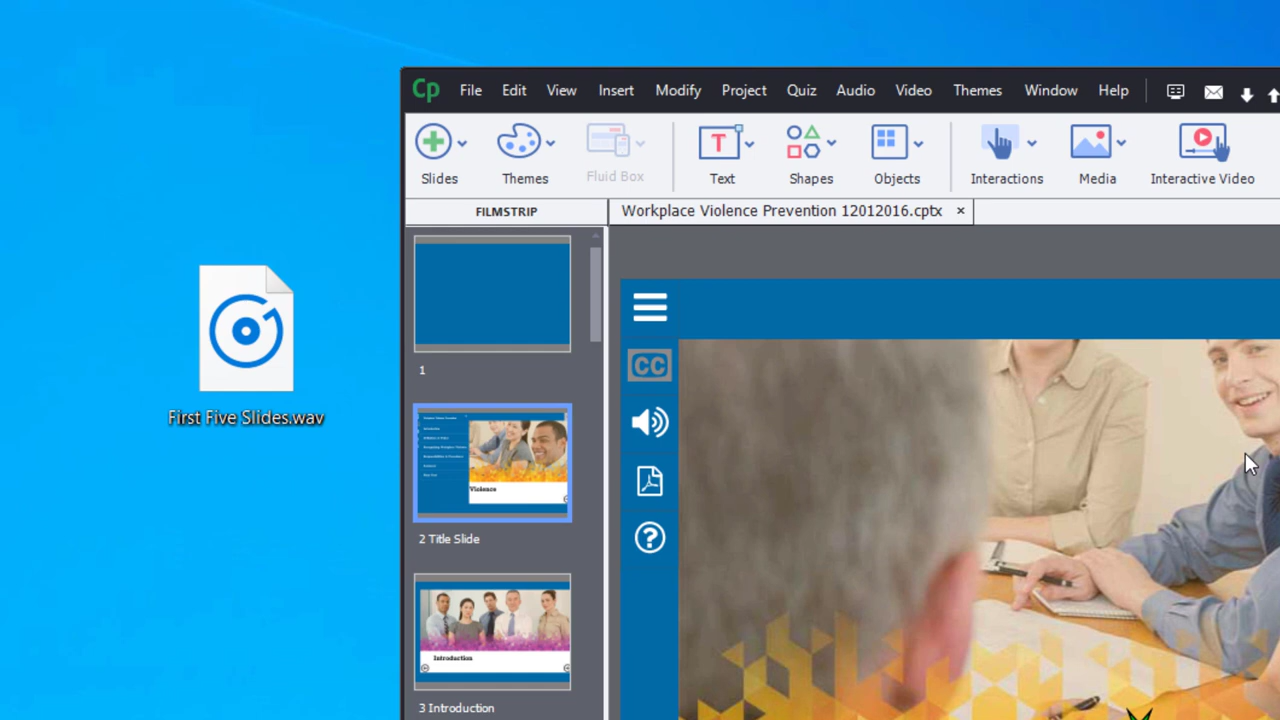 Cp File Edit View Insert Modify Project Quiz Audio Video Themes Window Help
Slides Themes Fluid Box Text Shapes Objects Interactions Media Interactive Video
FILMSTRIP Workplace Violence Prevention 12012016.cptx ×
1
CC
First Five Slides.wav
Violence
2 Title Slide
Introduction
3 Introduction